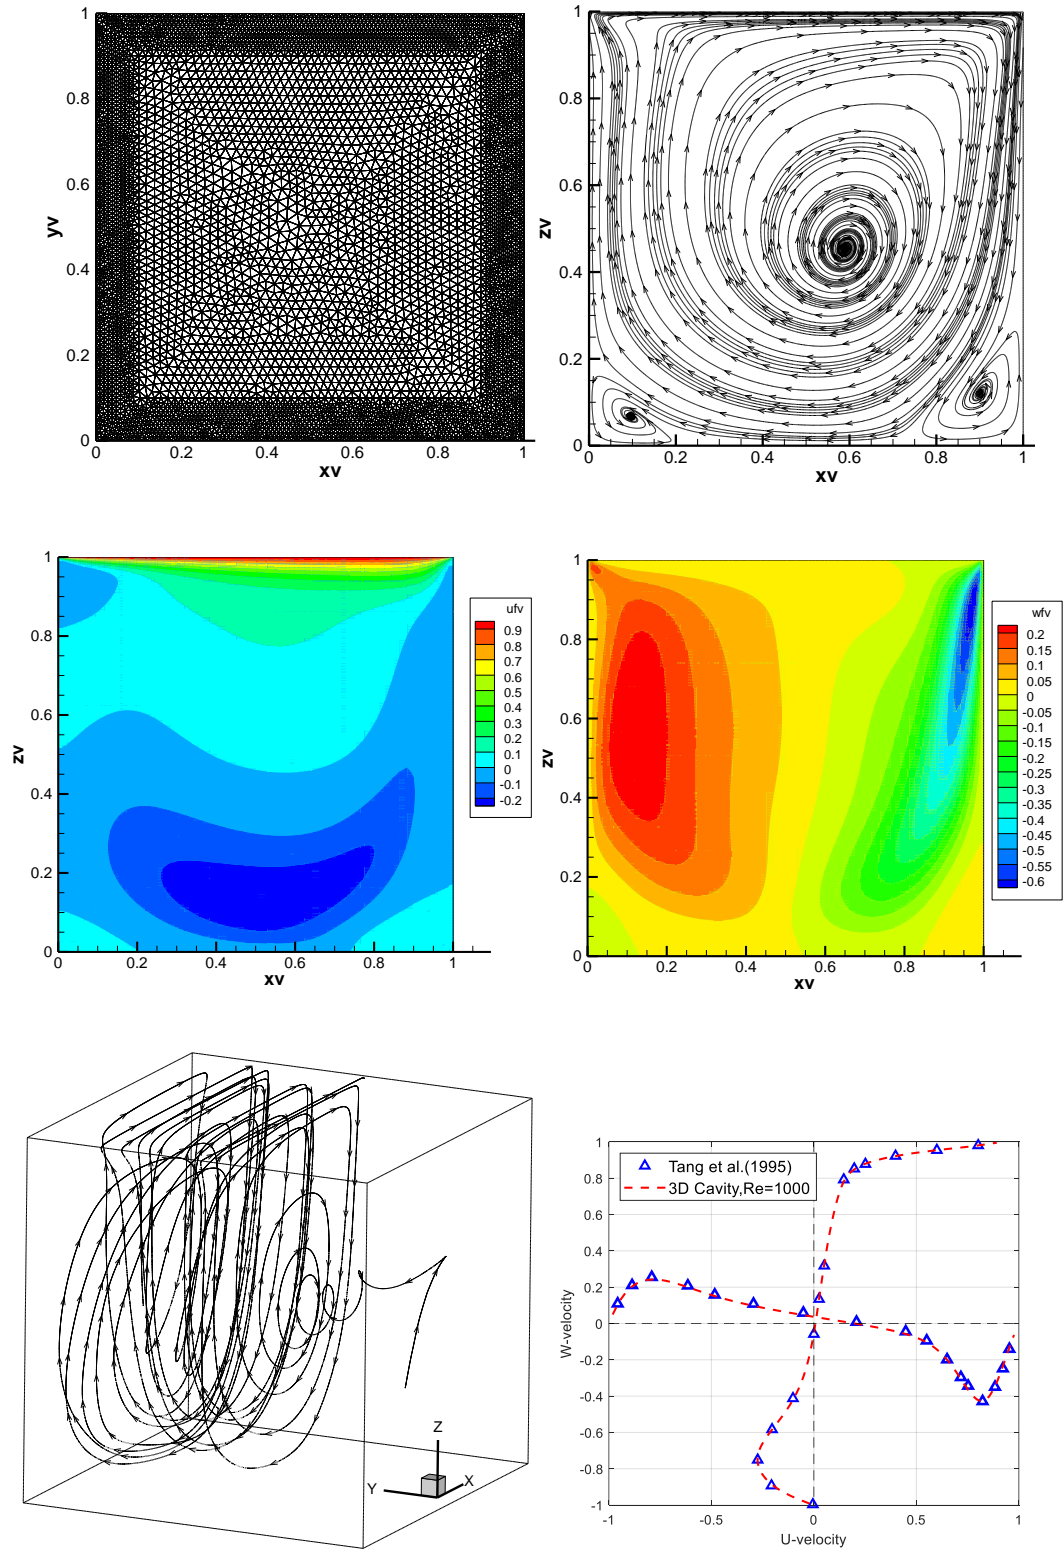 1
0.8
0.6
0.4
0.2
0
yv
0 0.2 0.4 0.6 0.8 1
xv
1
0.8
0.6
0.4
0.2
0
zv
0 0.2 0.4 0.6 0.8 1
xv
1
0.8
0.6
0.4
0.2
0
zv
0 0.2 0.4 0.6 0.8 1
xv
ufv
0.9
0.8
0.7
0.6
0.5
0.4
0.3
0.2
0.1
0
-0.1
-0.2
1
0.8
0.6
0.4
0.2
0
zv
0 0.2 0.4 0.6 0.8 1
xv
wfv
0.2
0.15
0.1
0.05
0
-0.05
-0.1
-0.15
-0.2
-0.25
-0.3
-0.35
-0.4
-0.45
-0.5
-0.55
-0.6
Z
Y
X
1
0.8
0.6
0.4
0.2
0
-0.2
-0.4
-0.6
-0.8
-1
W-velocity
Tang et al.(1995)
3D Cavity,Re=1000
-1 -0.5 0 0.5 1
U-velocity